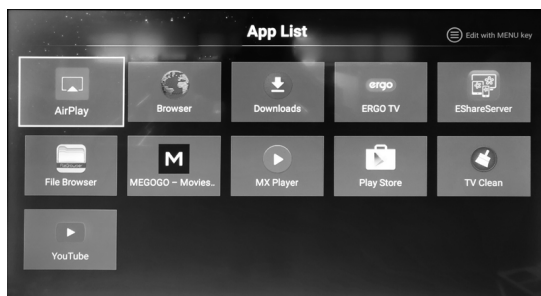 App List
Edit with MENU key
AirPlay
Browser
Downloads
ergo
ERGO TV
EShareServer
File Browser
M
MEGOGO – Movies..
MX Player
Play Store
TV Clean
YouTube